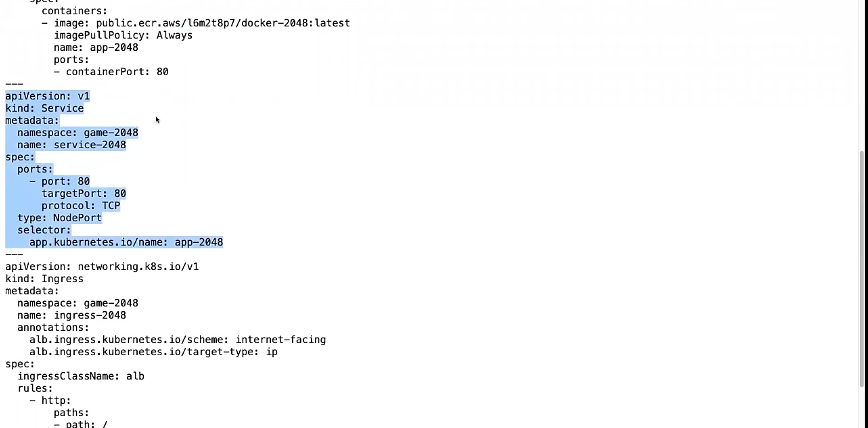 spec:
      containers:
      - image: public.ecr.aws/l6m2t8p7/docker-2048:latest
        imagePullPolicy: Always
        name: app-2048
        ports:
        - containerPort: 80
---
apiVersion: v1
kind: Service
metadata:
  namespace: game-2048
  name: service-2048
spec:
  ports:
    - port: 80
      targetPort: 80
      protocol: TCP
  type: NodePort
  selector:
    app.kubernetes.io/name: app-2048
---
apiVersion: networking.k8s.io/v1
kind: Ingress
metadata:
  namespace: game-2048
  name: ingress-2048
  annotations:
    alb.ingress.kubernetes.io/scheme: internet-facing
    alb.ingress.kubernetes.io/target-type: ip
spec:
  ingressClassName: alb
  rules:
    - http:
        paths:
        - path: /